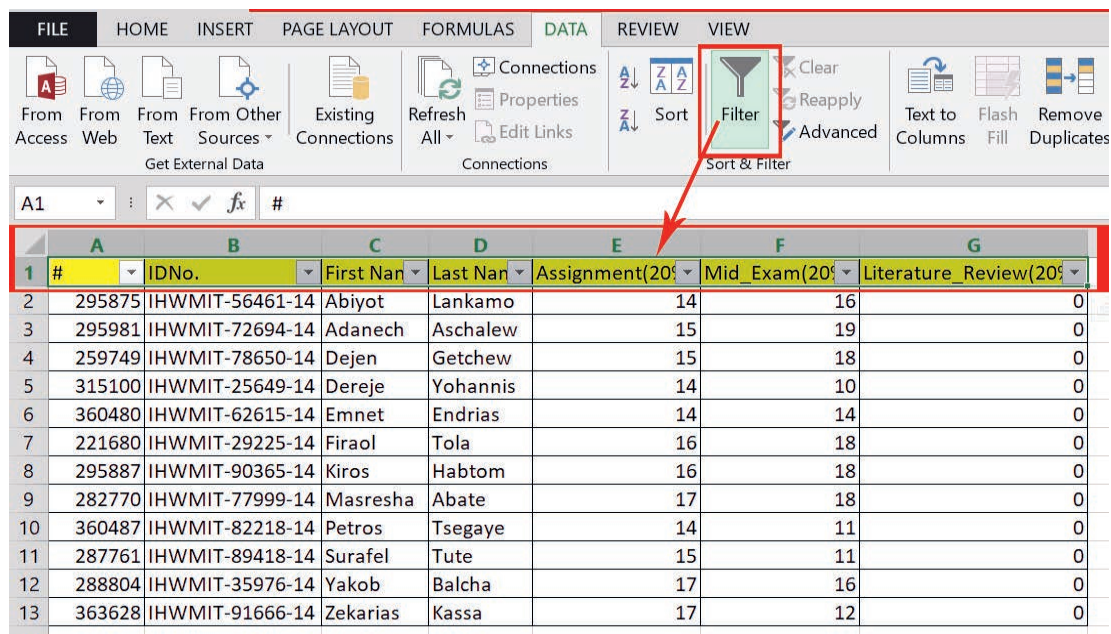 FILE HOME INSERT PAGE LAYOUT FORMULAS DATA REVIEW VIEW
Connections Clear
Properties Reapply
From From From From Other Existing Refresh Sort Filter Text to Flash Remove
Access Web Text Sources Connections All Edit Links Advanced Columns Fill Duplicates
Get External Data Connections Sort & Filter
A1 fx #
A B C D E F G
1 # IDNo. First Nan Last Nan Assignment(20% Mid_Exam(20% Literature_Review(20%
2 295875 IHWMIT-56461-14 Abiyot Lankamo 14 16 0
3 295981 IHWMIT-72694-14 Adanech Aschalew 15 19 0
4 259749 IHWMIT-78650-14 Dejen Getchew 15 18 0
5 315100 IHWMIT-25649-14 Dereje Yohannis 14 10 0
6 360480 IHWMIT-62615-14 Emnet Endrias 14 14 0
7 221680 IHWMIT-29225-14 Firaol Tola 16 18 0
8 295887 IHWMIT-90365-14 Kiros Habtom 16 18 0
9 282770 IHWMIT-77999-14 Masresha Abate 17 18 0
10 360487 IHWMIT-82218-14 Petros Tsegaye 14 11 0
11 287761 IHWMIT-89418-14 Surafel Tute 15 11 0
12 288804 IHWMIT-35976-14 Yakob Balcha 17 16 0
13 363628 IHWMIT-91666-14 Zekarias Kassa 17 12 0